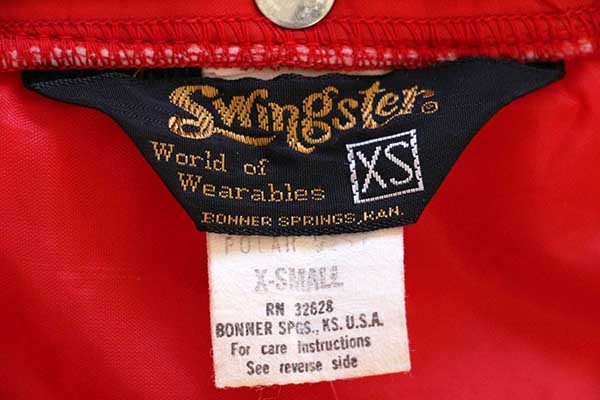 Swingster®
World of
Wearables
XS
BONNER SPRINGS, KAN.
POLAR
X-SMALL
RN 32628
BONNER SPGS., KS. U.S.A.
For care Instructions
See reverse side